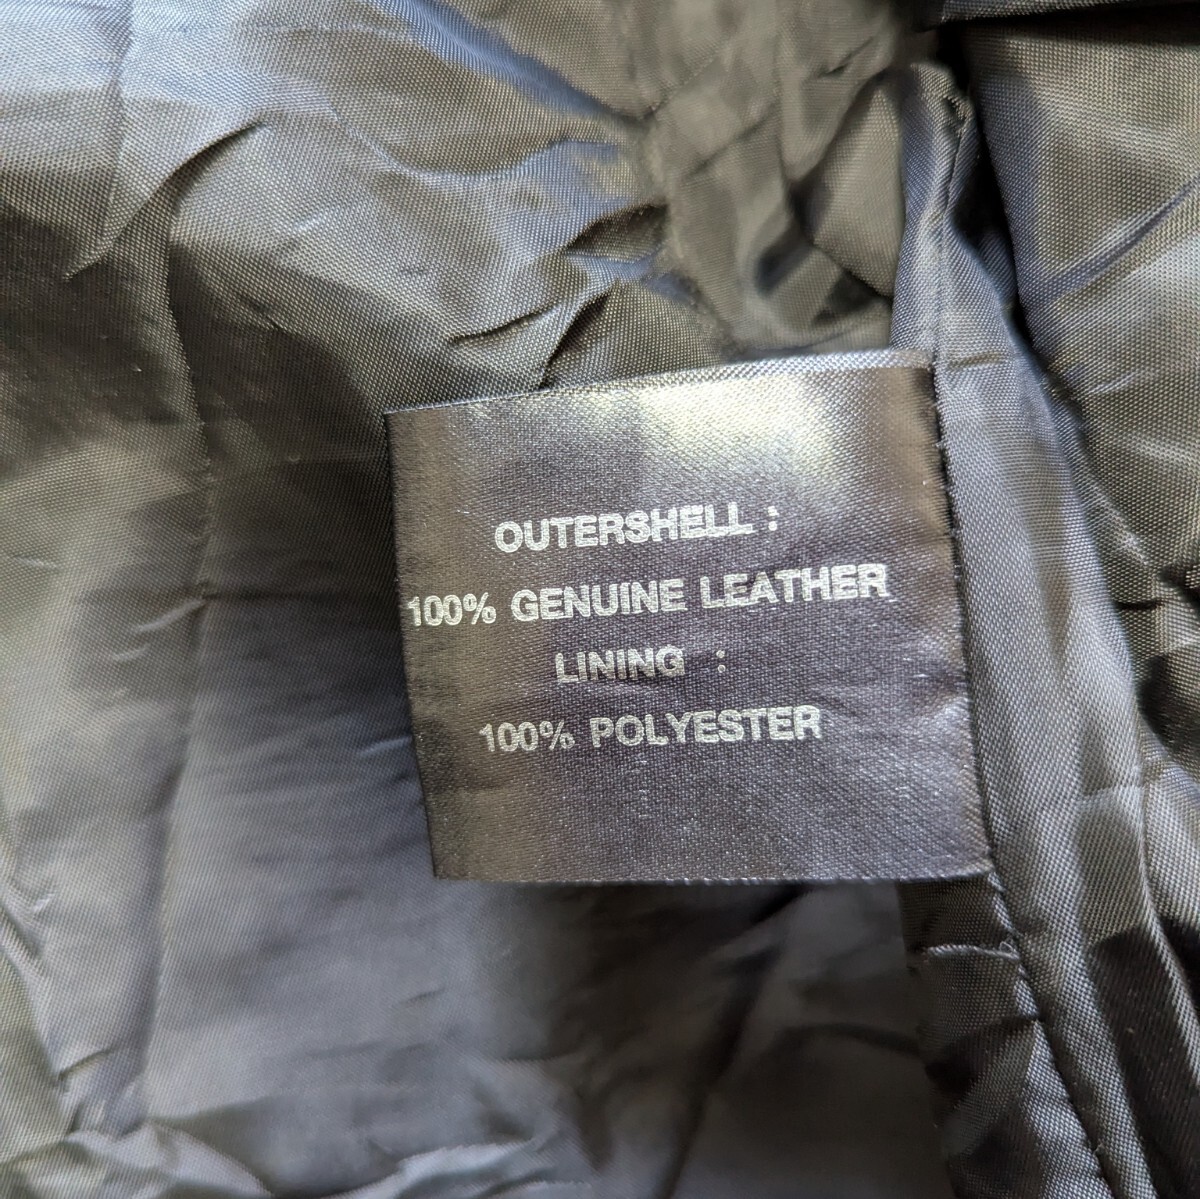 OUTERSHELL :
100% GENUINE LEATHER
LINING :
100% POLYESTER